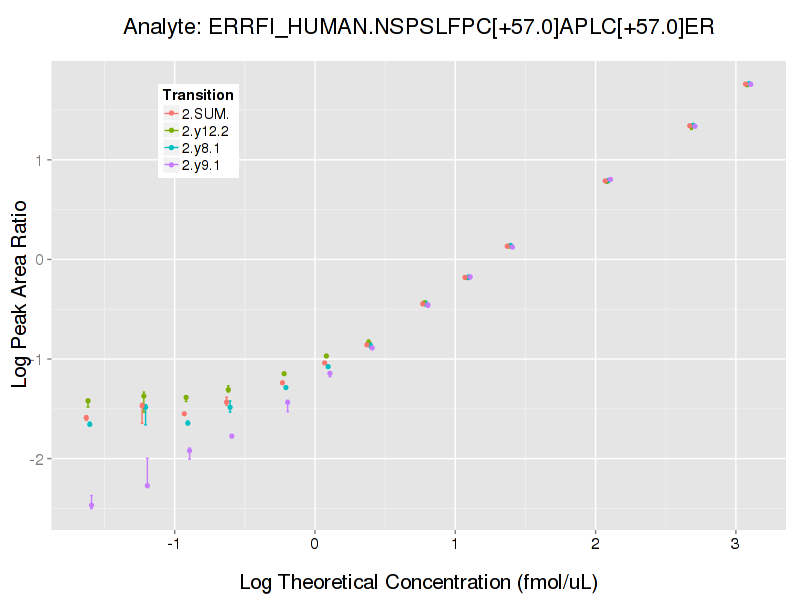 Analyte: ERRFI_HUMAN.NSPSLFPC[+57.0]APLC[+57.0]ER
Transition
2.SUM.
2.y12.2
2.y8.1
2.y9.1
Log Peak Area Ratio
1
0
-1
-2
-1 0 1 2 3
Log Theoretical Concentration (fmol/uL)